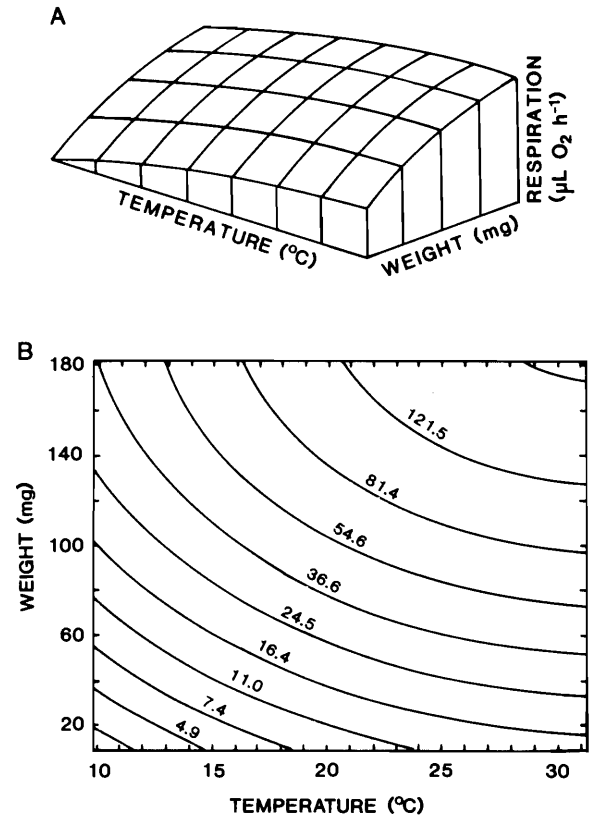 A
RESPIRATION
(µL O₂ h⁻¹)
TEMPERATURE (°C)
WEIGHT (mg)
B
180
140
100
60
20
WEIGHT (mg)
121.5
81.4
54.6
36.6
24.5
16.4
11.0
7.4
4.9
10 15 20 25 30
TEMPERATURE (°C)